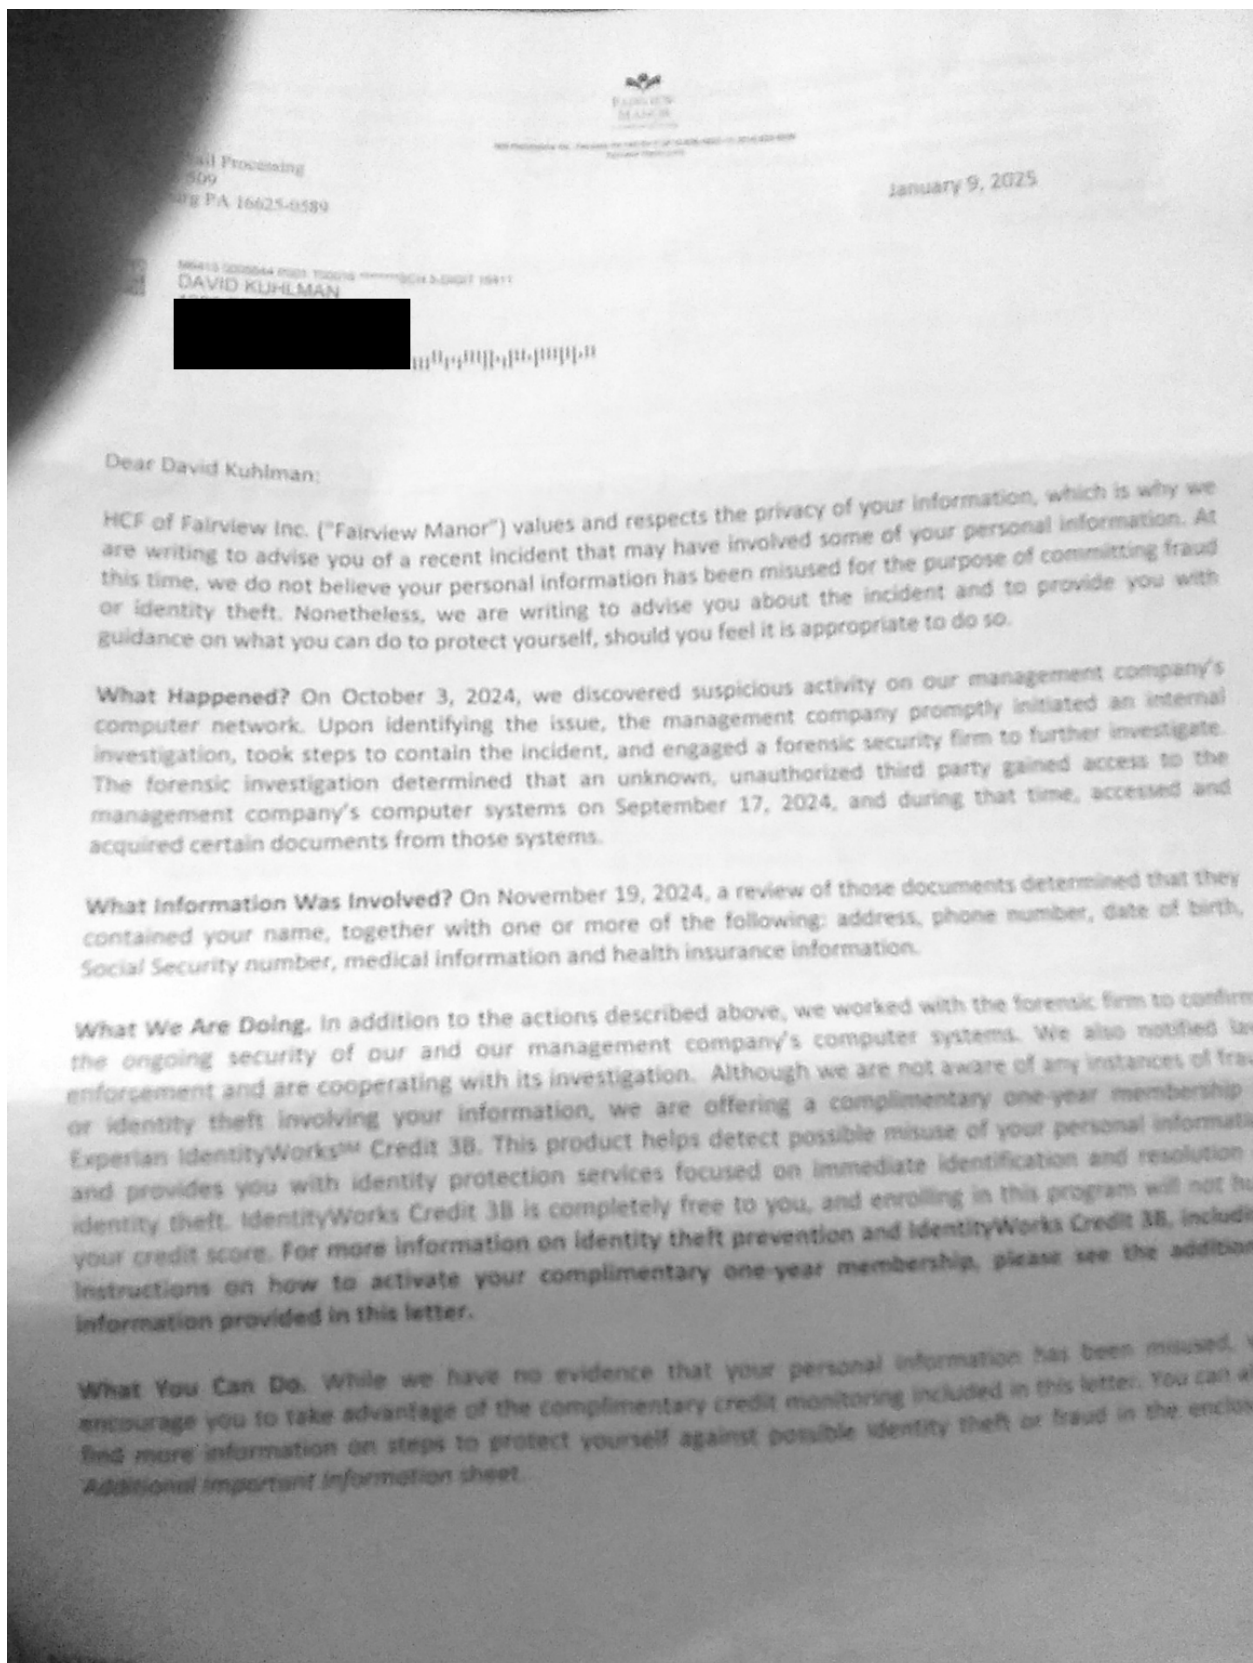 FAIRVIEW
MANOR
January 9, 2025
ail Processing
509
rg PA 16625-0589
DAVID KUHLMAN
Dear David Kuhlman:
HCF of Fairview Inc. ("Fairview Manor") values and respects the privacy of your information, which is why we
are writing to advise you of a recent incident that may have involved some of your personal information. At
this time, we do not believe your personal information has been misused for the purpose of committing fraud
or identity theft. Nonetheless, we are writing to advise you about the incident and to provide you with
guidance on what you can do to protect yourself, should you feel it is appropriate to do so.
What Happened? On October 3, 2024, we discovered suspicious activity on our management company's
computer network. Upon identifying the issue, the management company promptly initiated an internal
investigation, took steps to contain the incident, and engaged a forensic security firm to further investigate.
The forensic investigation determined that an unknown, unauthorized third party gained access to the
management company's computer systems on September 17, 2024, and during that time, accessed and
acquired certain documents from those systems.
What Information Was Involved? On November 19, 2024, a review of those documents determined that they
contained your name, together with one or more of the following: address, phone number, date of birth,
Social Security number, medical information and health insurance information.
What We Are Doing. In addition to the actions described above, we worked with the forensic firm to confirm
the ongoing security of our and our management company's computer systems. We also notified la
enforcement and are cooperating with its investigation. Although we are not aware of any instances of frau
or identity theft involving your information, we are offering a complimentary one-year membership
Experian IdentityWorks℠ Credit 3B. This product helps detect possible misuse of your personal informati
and provides you with identity protection services focused on immediate identification and resolution
identity theft. IdentityWorks Credit 3B is completely free to you, and enrolling in this program will not hu
your credit score. For more information on identity theft prevention and IdentityWorks Credit 3B, includi
instructions on how to activate your complimentary one-year membership, please see the addition
information provided in this letter.
What You Can Do. While we have no evidence that your personal information has been misused,
encourage you to take advantage of the complimentary credit monitoring included in this letter. You can a
find more information on steps to protect yourself against possible identity theft or fraud in the enclos
Additional Important Information sheet.